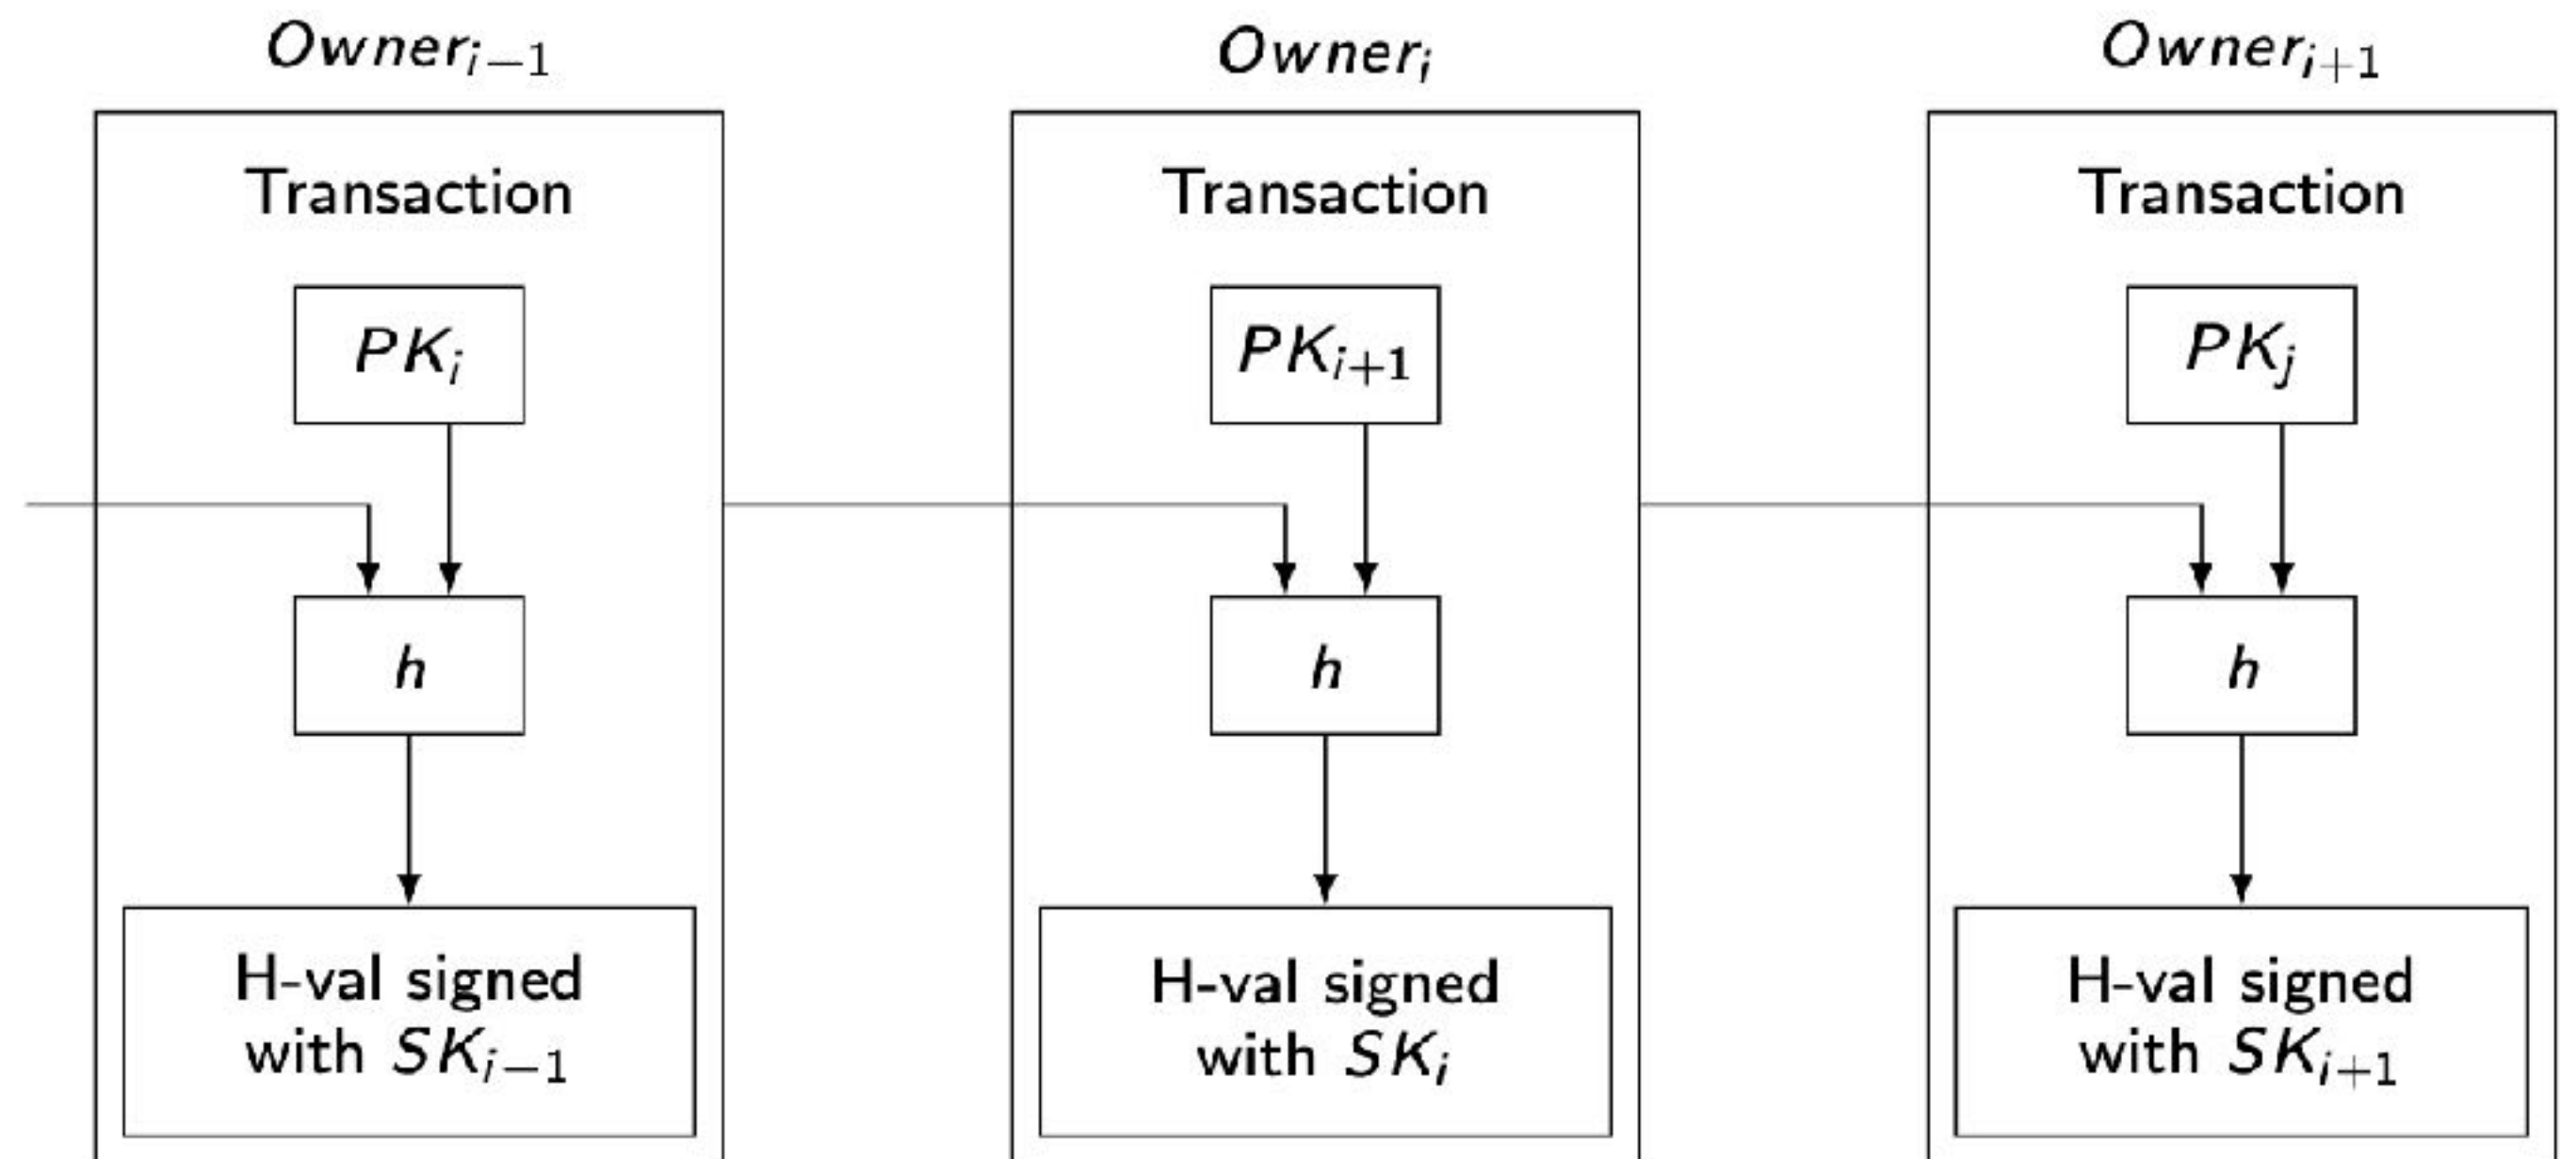 Owner_{i−1}
Transaction
PK_i
h
H-val signed
with SK_{i−1}
Owner_i
Transaction
PK_{i+1}
h
H-val signed
with SK_i
Owner_{i+1}
Transaction
PK_j
h
H-val signed
with SK_{i+1}